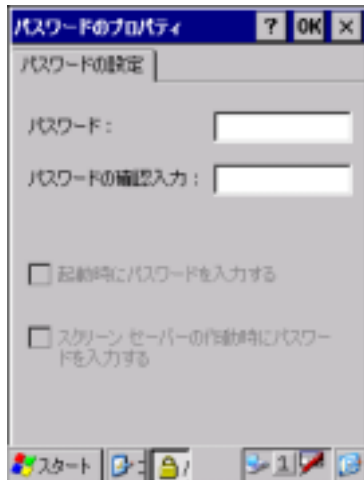 パスワードのプロパティ ? OK ×
パスワードの設定
パスワード：
パスワードの確認入力：
起動時にパスワードを入力する
スクリーン セーバーの作動時にパスワー
ドを入力する
スタート
1